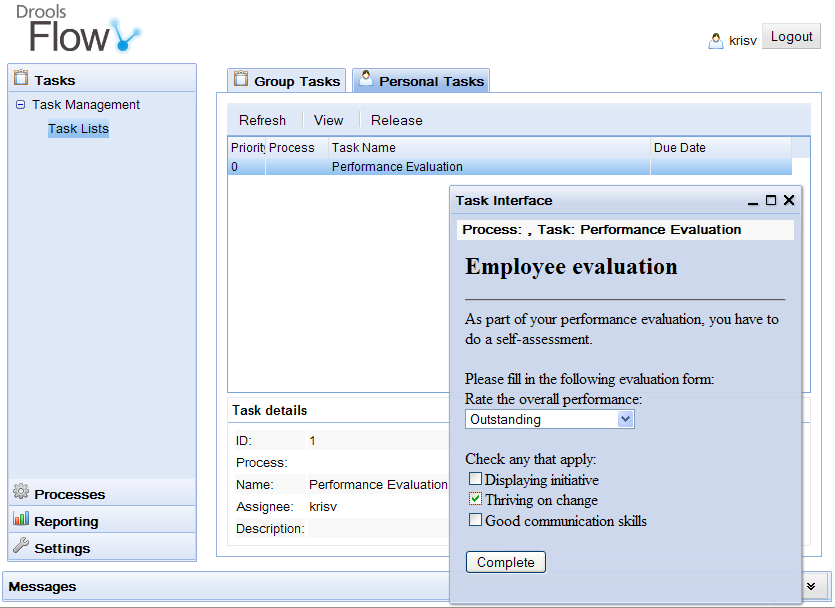 Drools
Flow
krisv
Logout
Tasks
Task Management
Task Lists
Processes
Reporting
Settings
Group Tasks
Personal Tasks
Refresh
View
Release
Priority Process Task Name Due Date
0 Performance Evaluation
Task details
ID: 1
Process:
Name: Performance Evaluation
Assignee: krisv
Description:
Task Interface
Process: , Task: Performance Evaluation
Employee evaluation
As part of your performance evaluation, you have to
do a self-assessment.
Please fill in the following evaluation form:
Rate the overall performance:
Outstanding
Check any that apply:
Displaying initiative
Thriving on change
Good communication skills
Complete
Messages